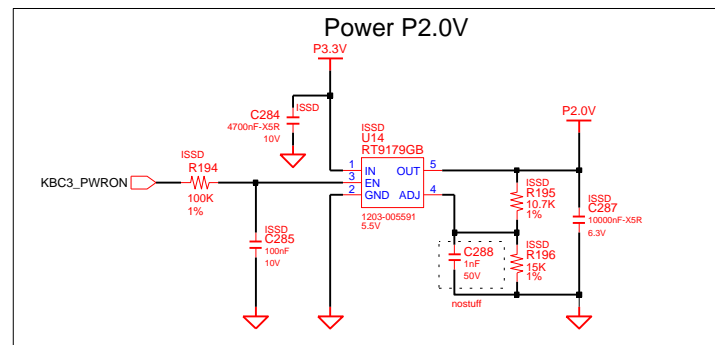 Power P2.0V
P3.3V
P2.0V
C284
ISSD
4700nF-X5R
10V
ISSD
U14
RT9179GB
1 IN OUT 5
3 EN
2 GND ADJ 4
1203-005591
5.5V
KBC3_PWRON
ISSD
R194
100K
1%
ISSD
C285
100nF
10V
ISSD
R195
10.7K
1%
ISSD
C287
10000nF-X5R
6.3V
C288
1nF
50V
nostuff
ISSD
R196
15K
1%